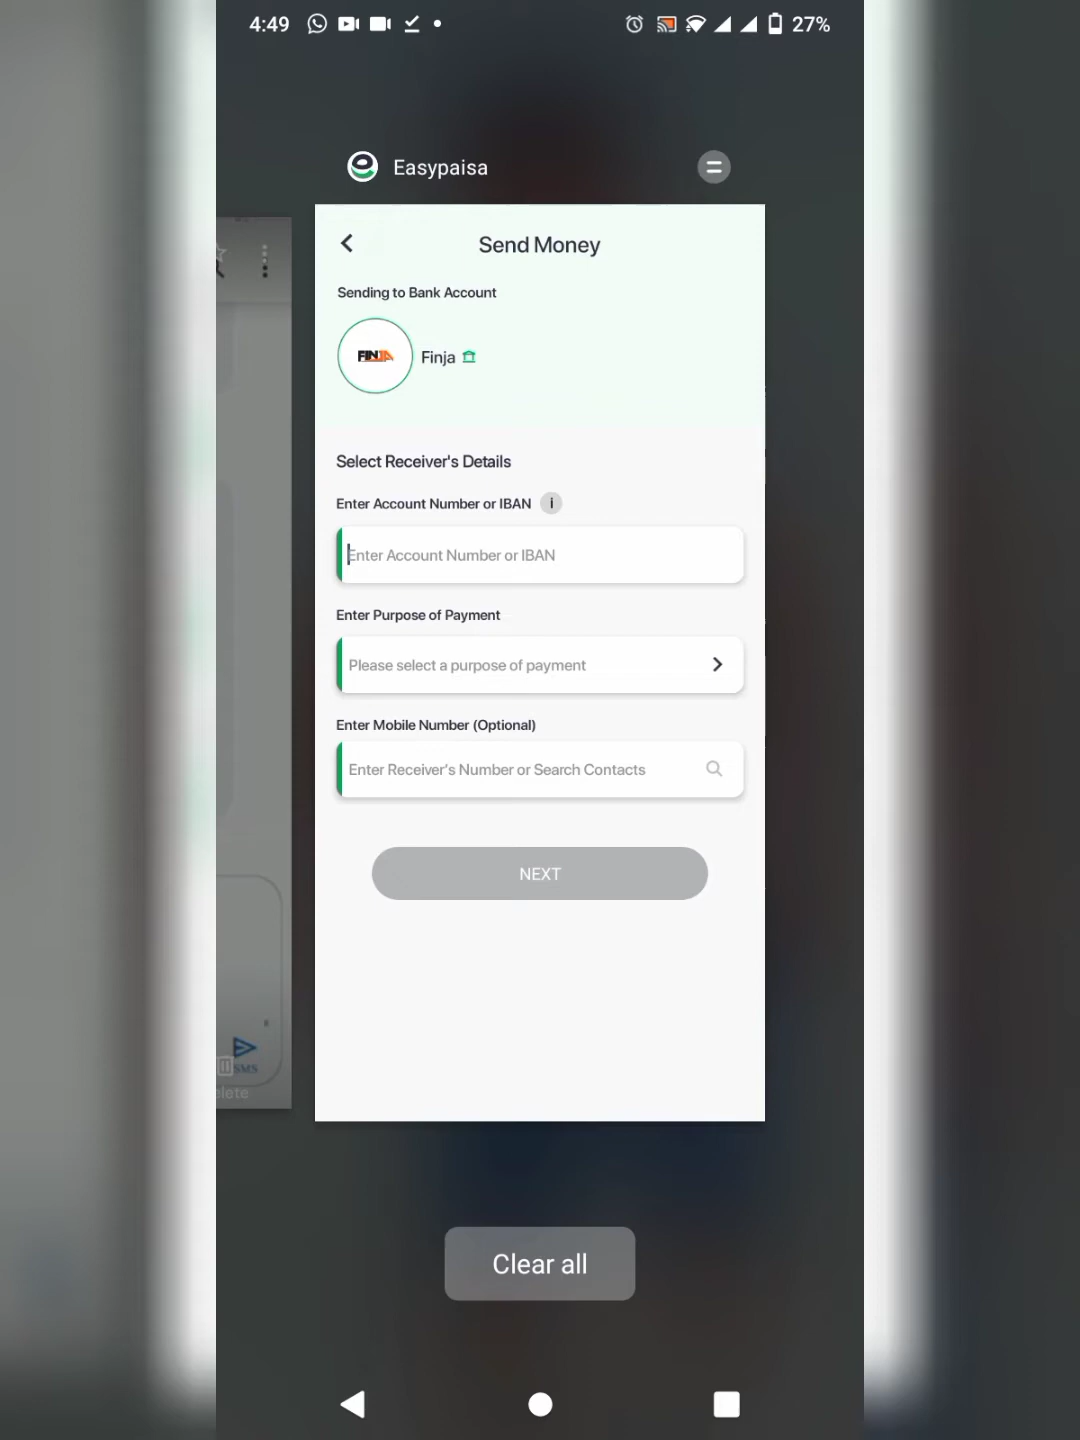 4:49
27%
Easypaisa
Send Money
Sending to Bank Account
FINJA
Finja
Select Receiver's Details
Enter Account Number or IBAN i
Enter Account Number or IBAN
Enter Purpose of Payment
Please select a purpose of payment
Enter Mobile Number (Optional)
Enter Receiver's Number or Search Contacts
NEXT
SMS
elete
Clear all